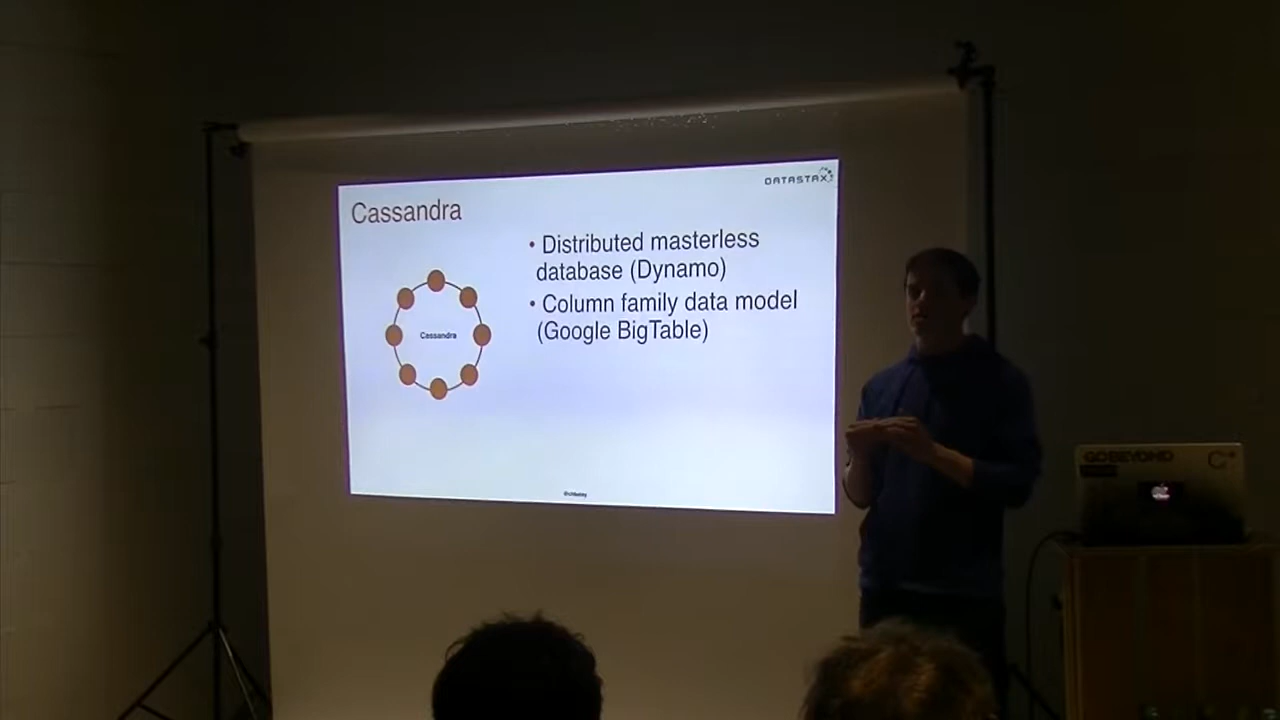 DATASTAX
Cassandra
• Distributed masterless
database (Dynamo)
• Column family data model
(Google BigTable)
Cassandra
GO BEYOND